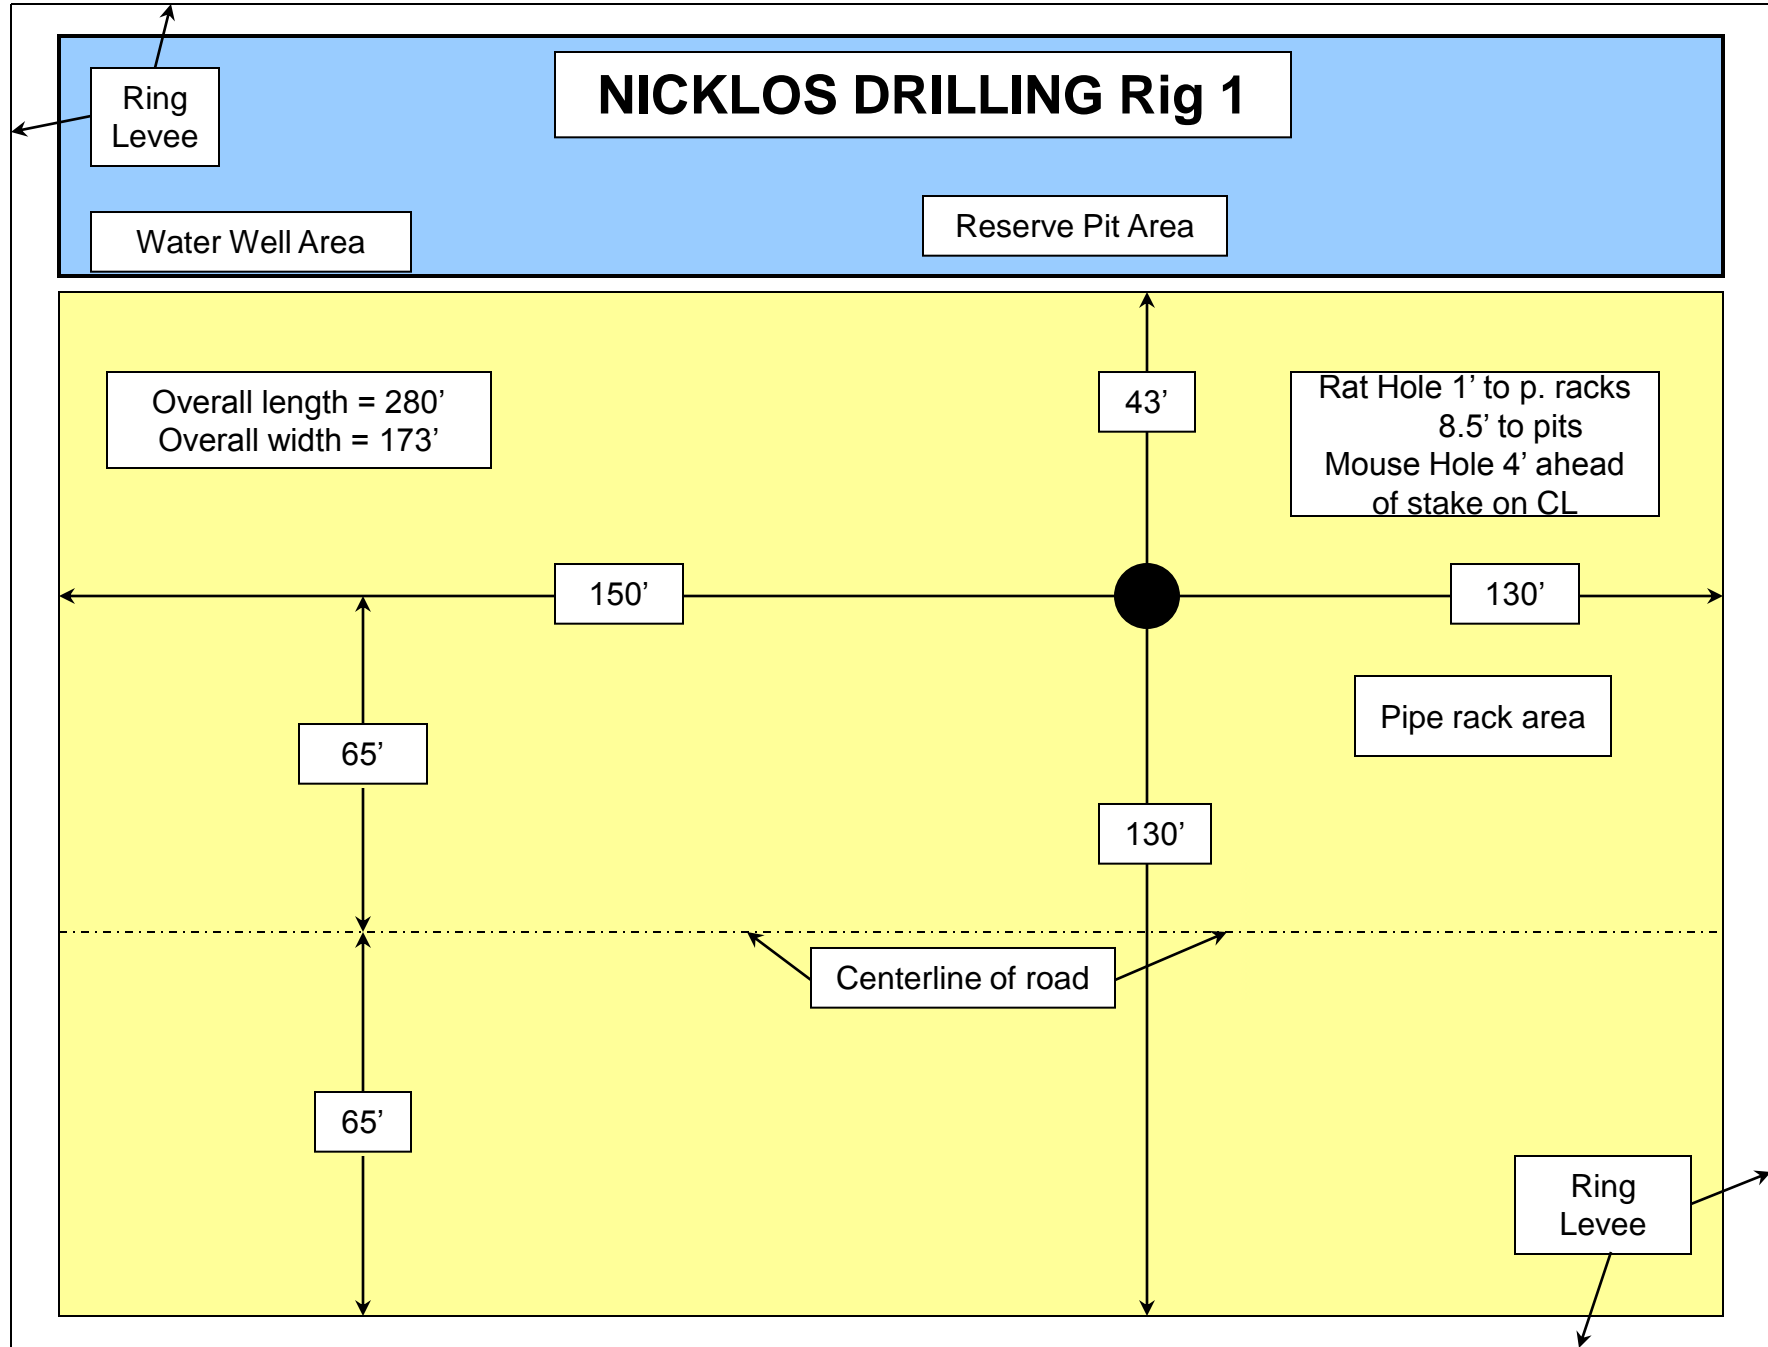 NICKLOS DRILLING Rig 1
Ring
Levee
Water Well Area
Reserve Pit Area
Overall length = 280’
Overall width = 173’
43’
Rat Hole 1’ to p. racks
8.5’ to pits
Mouse Hole 4’ ahead
of stake on CL
150’
130’
Pipe rack area
65’
130’
Centerline of road
65’
Ring
Levee